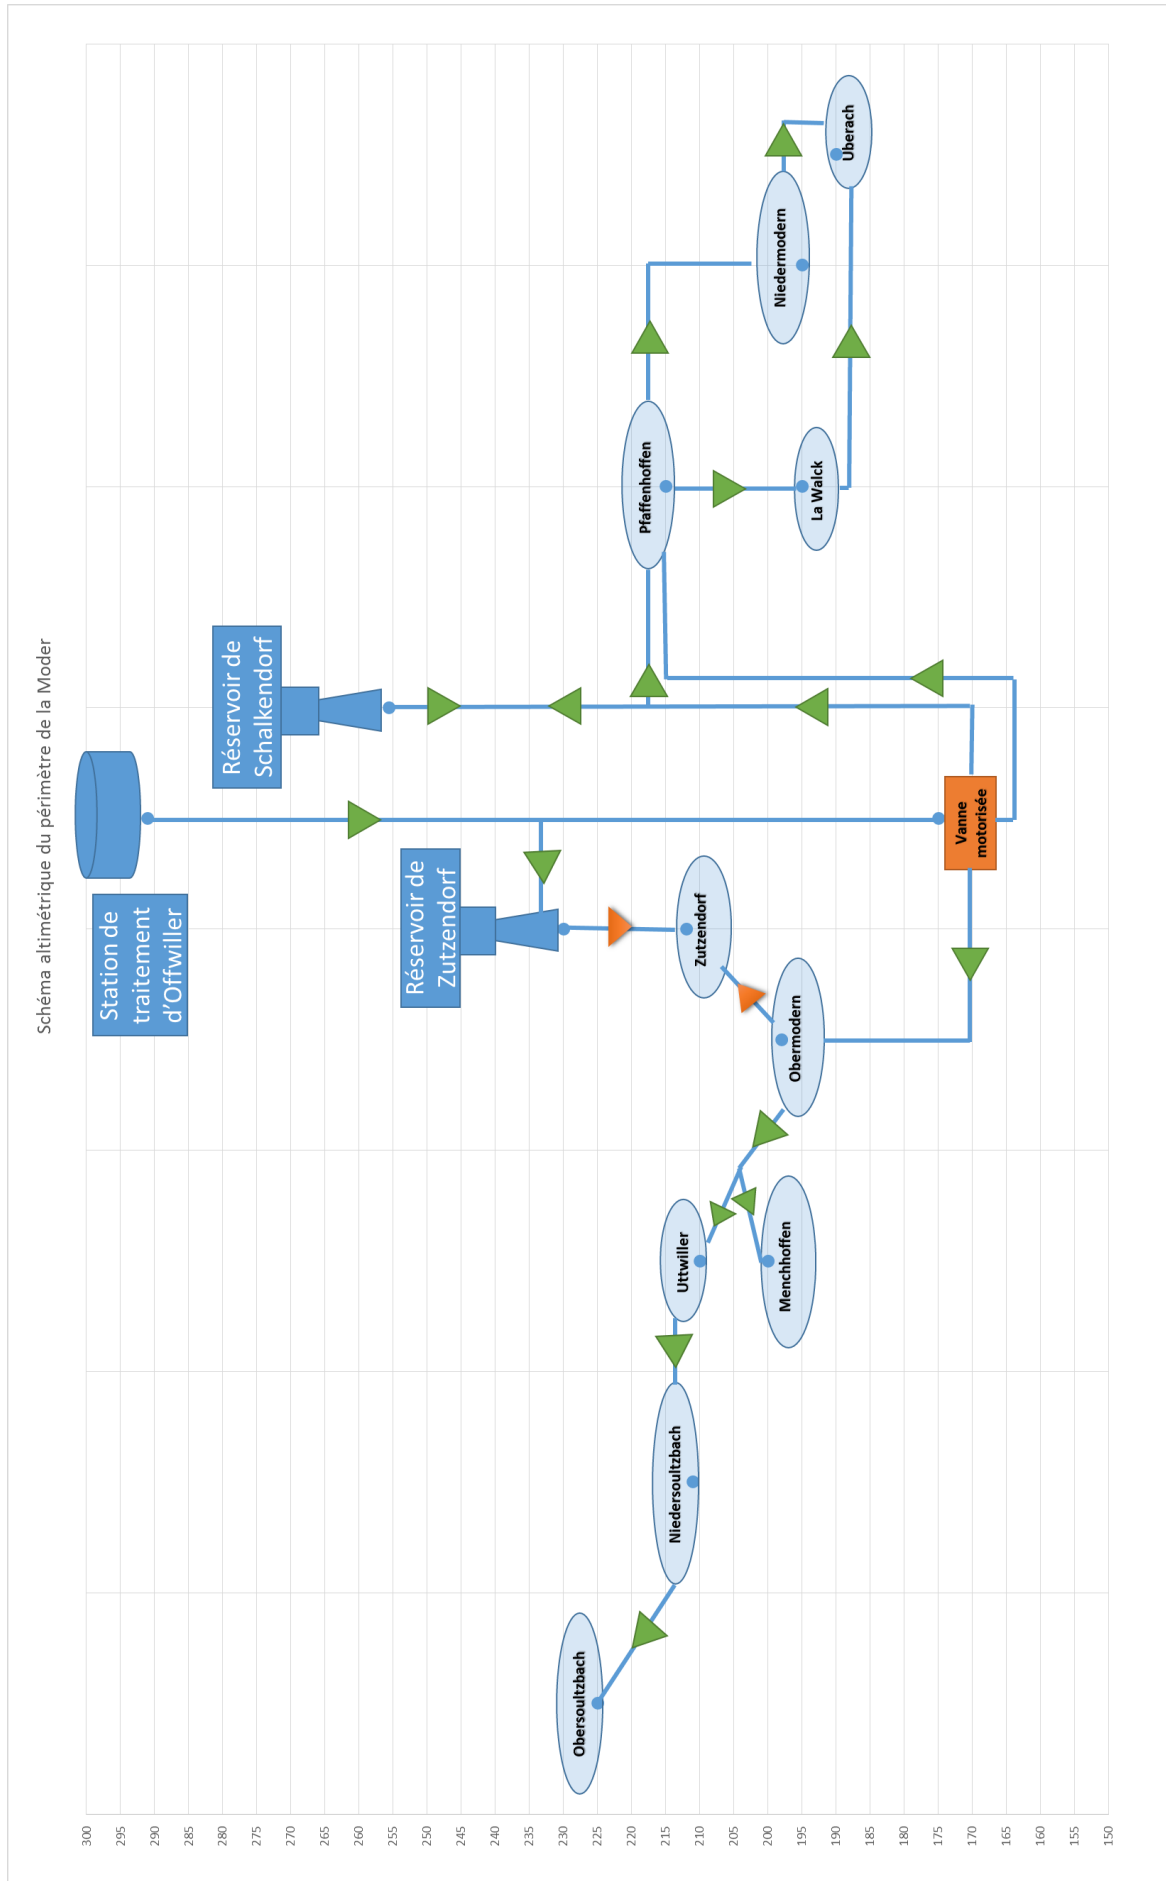 Schéma altimétrique du périmètre de la Moder
300
295
290
285
280
275
270
265
260
255
250
245
240
235
230
225
220
215
210
205
200
195
190
185
180
175
170
165
160
155
150
Station de
traitement
d'Offwiller
Réservoir de
Schalkendorf
Réservoir de
Zutzendorf
Obersoultzbach
Niedersoultzbach
Uttwiller
Menchhoffen
Obermodern
Zutzendorf
Vanne
motorisée
Pfaffenhoffen
La Walck
Niedermodern
Uberach